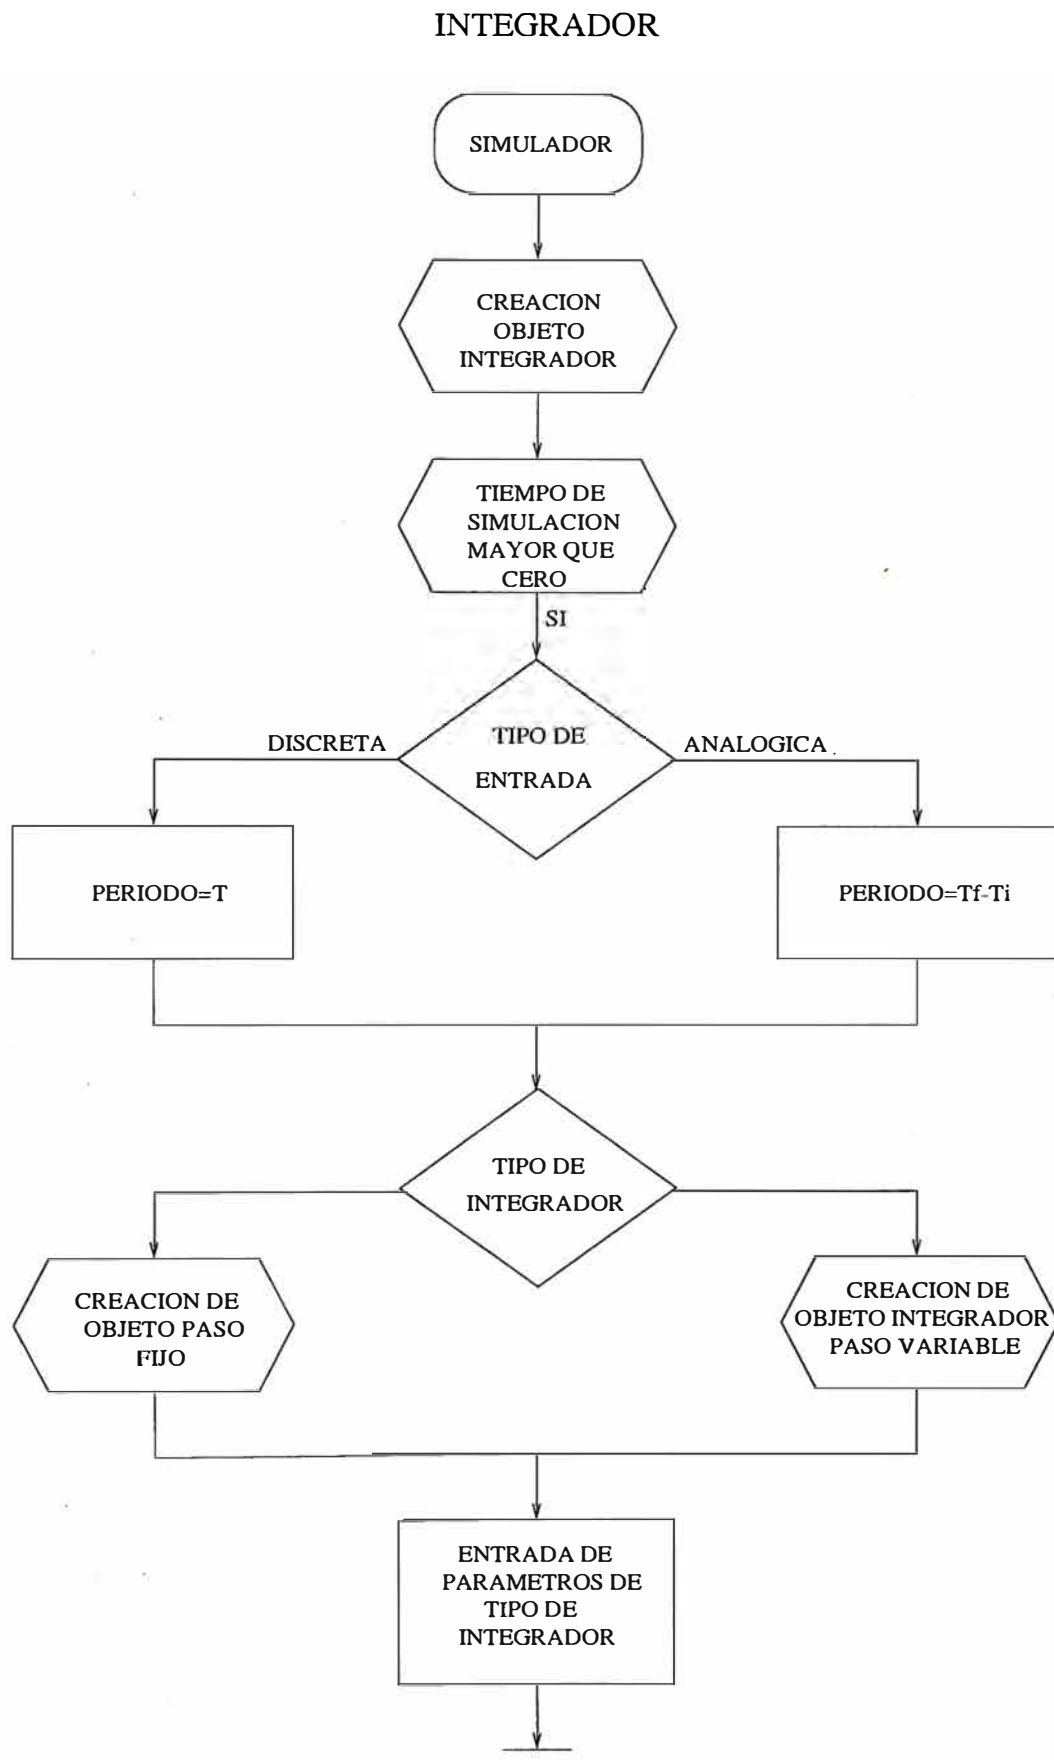 INTEGRADOR
SIMULADOR
CREACION
OBJETO
INTEGRADOR
TIEMPO DE
SIMULACION
MAYOR QUE
CERO
SI
DISCRETA
TIPO DE
ENTRADA
ANALOGICA
PERIODO=T
PERIODO=Tf-Ti
TIPO DE
INTEGRADOR
CREACION DE
OBJETO PASO
FIJO
CREACION DE
OBJETO INTEGRADOR
PASO VARIABLE
ENTRADA DE
PARAMETROS DE
TIPO DE
INTEGRADOR